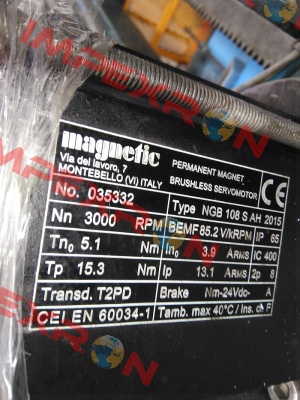 IMPEXRON
magnetic
Via del lavoro, 7
MONTEBELLO (VI) ITALY
PERMANENT MAGNET
BRUSHLESS SERVOMOTOR
No. 035332 Type NGB 108 S AH 2015
Nn 3000 RPM BEMF 85.2 V/kRPM IP 65
Tn0 5.1 Nm In0 3.9 ARMS IC 400
Tp 15.3 Nm Ip 13.1 ARMS 2p 8
Transd. T2PD Brake Nm-24Vdc- A
CEI EN 60034-1 Tamb. max 40°C / Ins. cl. F